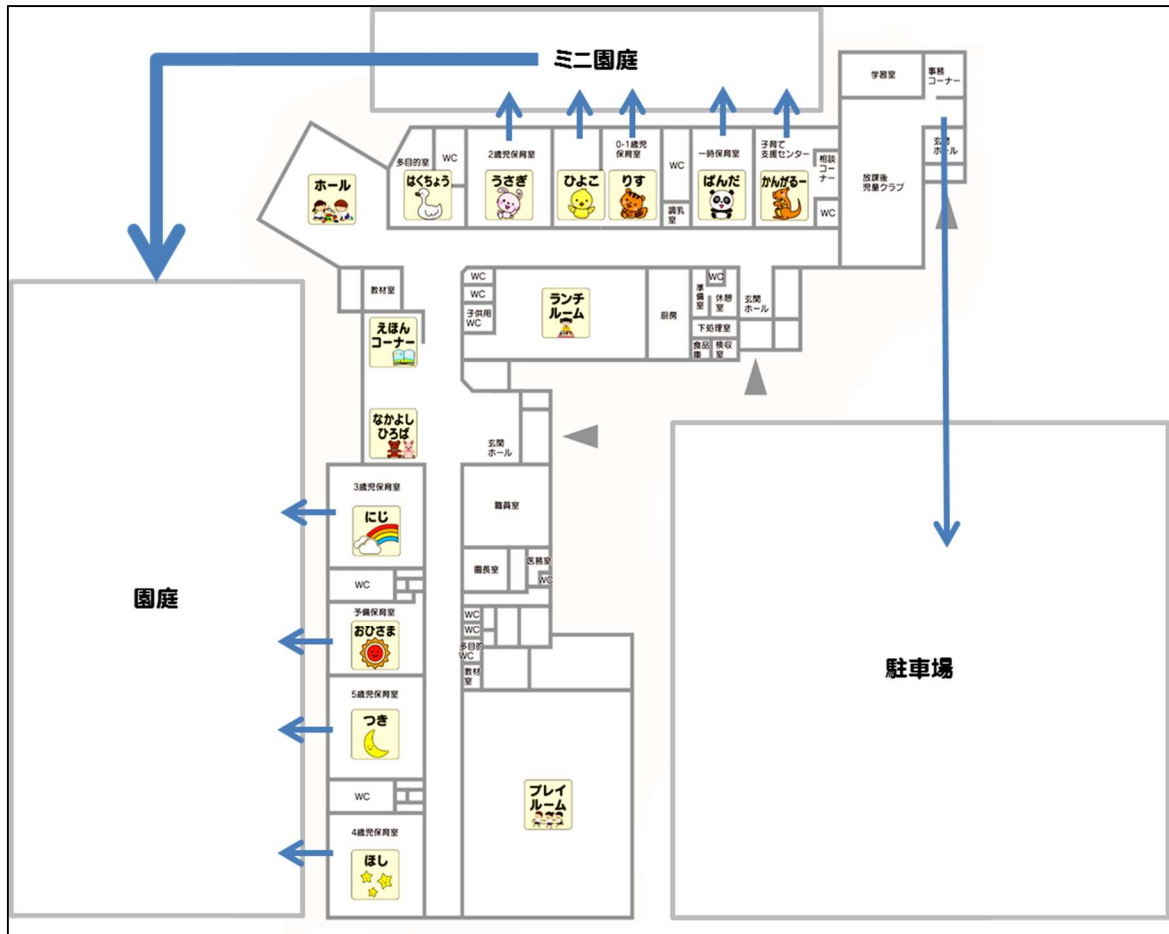 ミニ園庭
学習室
事務
コーナー
玄関
ホール
放課後
児童クラブ
多目的室
はくちょう
WC
2歳児保育室
うさぎ
ひよこ
0-1歳児
保育室
りす
WC
調乳
室
一時保育室
ぱんだ
子育て
支援センター
かんがるー
相談
コーナー
WC
ホール
教材室
えほん
コーナー
なかよし
ひろば
WC
WC
子供用
WC
ランチ
ルーム
厨房
準
備
室
WC
休憩
室
玄関
ホール
下処理室
食品
庫
検収
室
玄関
ホール
3歳児保育室
にじ
職員室
園長室
医務室
WC
WC
予備保育室
おひさま
WC
WC
多目的
WC
教材
室
5歳児保育室
つき
WC
プレイ
ルーム
4歳児保育室
ほし
園庭
駐車場